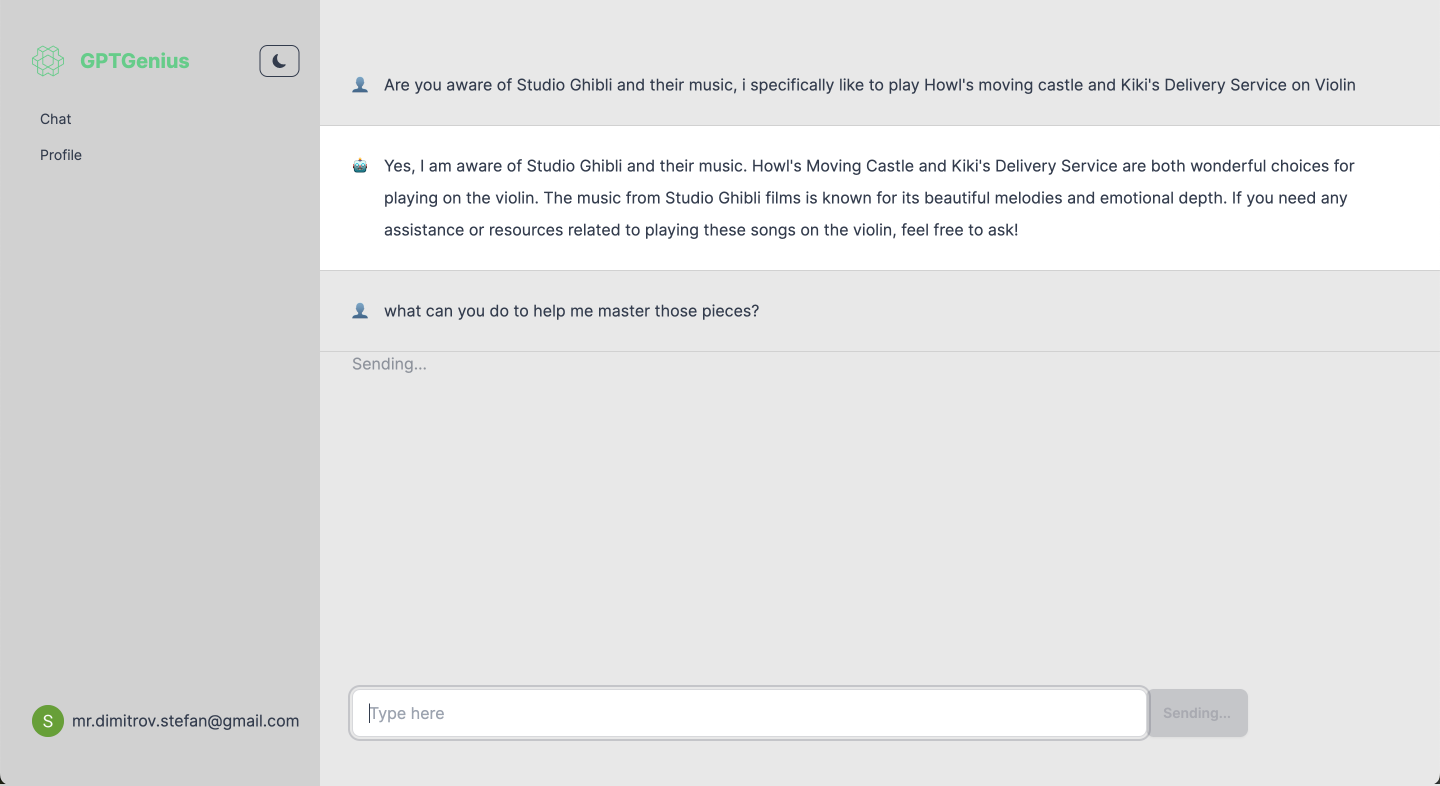 GPTGenius
Chat
Profile
Are you aware of Studio Ghibli and their music, i specifically like to play Howl's moving castle and Kiki's Delivery Service on Violin
Yes, I am aware of Studio Ghibli and their music. Howl's Moving Castle and Kiki's Delivery Service are both wonderful choices for
playing on the violin. The music from Studio Ghibli films is known for its beautiful melodies and emotional depth. If you need any
assistance or resources related to playing these songs on the violin, feel free to ask!
what can you do to help me master those pieces?
Sending...
Type here
Sending...
S
mr.dimitrov.stefan@gmail.com